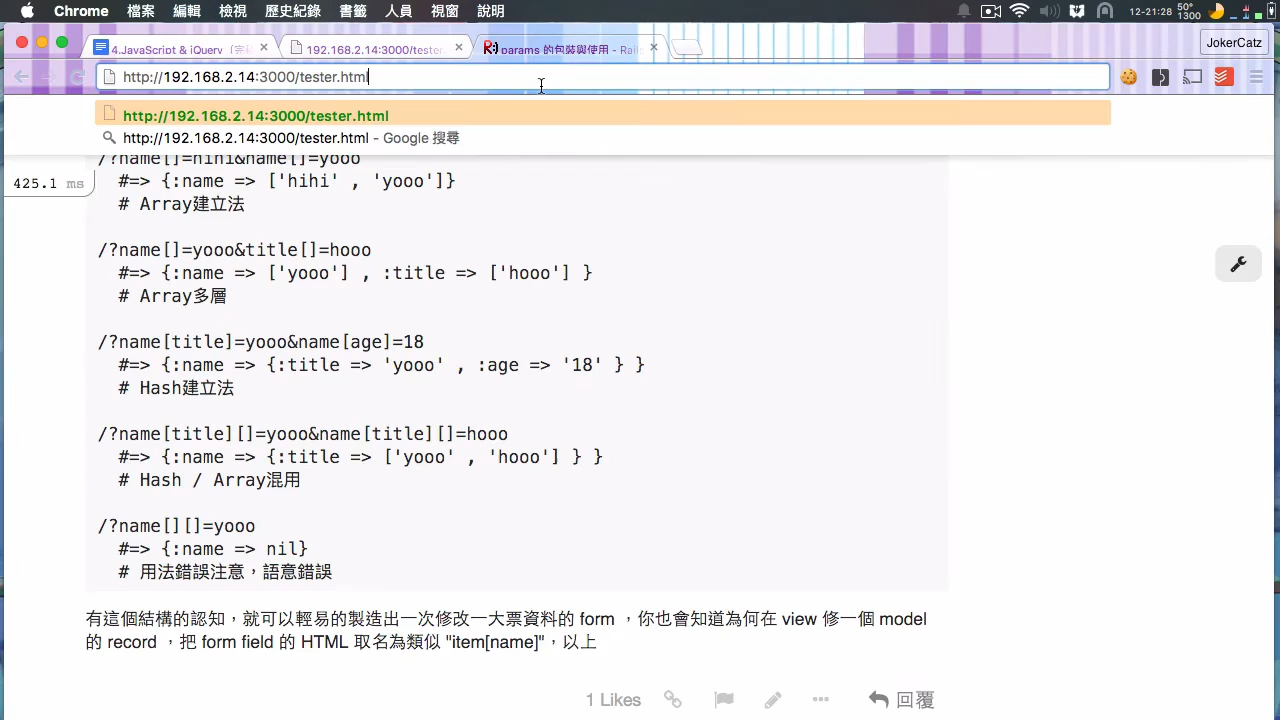 Chrome 檔案 編輯 檢視 歷史紀錄 書籤 人員 視窗 說明
12-21:28 50° 1300
4.JavaScript & jQuery 192.168.2.14:3000/tester params 的包裝與使用 - Rails JokerCatz
http://192.168.2.14:3000/tester.html
http://192.168.2.14:3000/tester.html
http://192.168.2.14:3000/tester.html - Google 搜尋
/?name[]=hihi&name[]=yooo
425.1 ms
#=> {:name => ['hihi' , 'yooo']}
# Array建立法
/?name[]=yooo&title[]=hooo
#=> {:name => ['yooo'] , :title => ['hooo'] }
# Array多層
/?name[title]=yooo&name[age]=18
#=> {:name => {:title => 'yooo' , :age => '18' } }
# Hash建立法
/?name[title][]=yooo&name[title][]=hooo
#=> {:name => {:title => ['yooo' , 'hooo'] } }
# Hash / Array混用
/?name[][]=yooo
#=> {:name => nil}
# 用法錯誤注意，語意錯誤
有這個結構的認知，就可以輕易的製造出一次修改一大票資料的 form ，你也會知道為何在 view 修一個 model
的 record ，把 form field 的 HTML 取名為類似 "item[name]"，以上
1 Likes 回覆